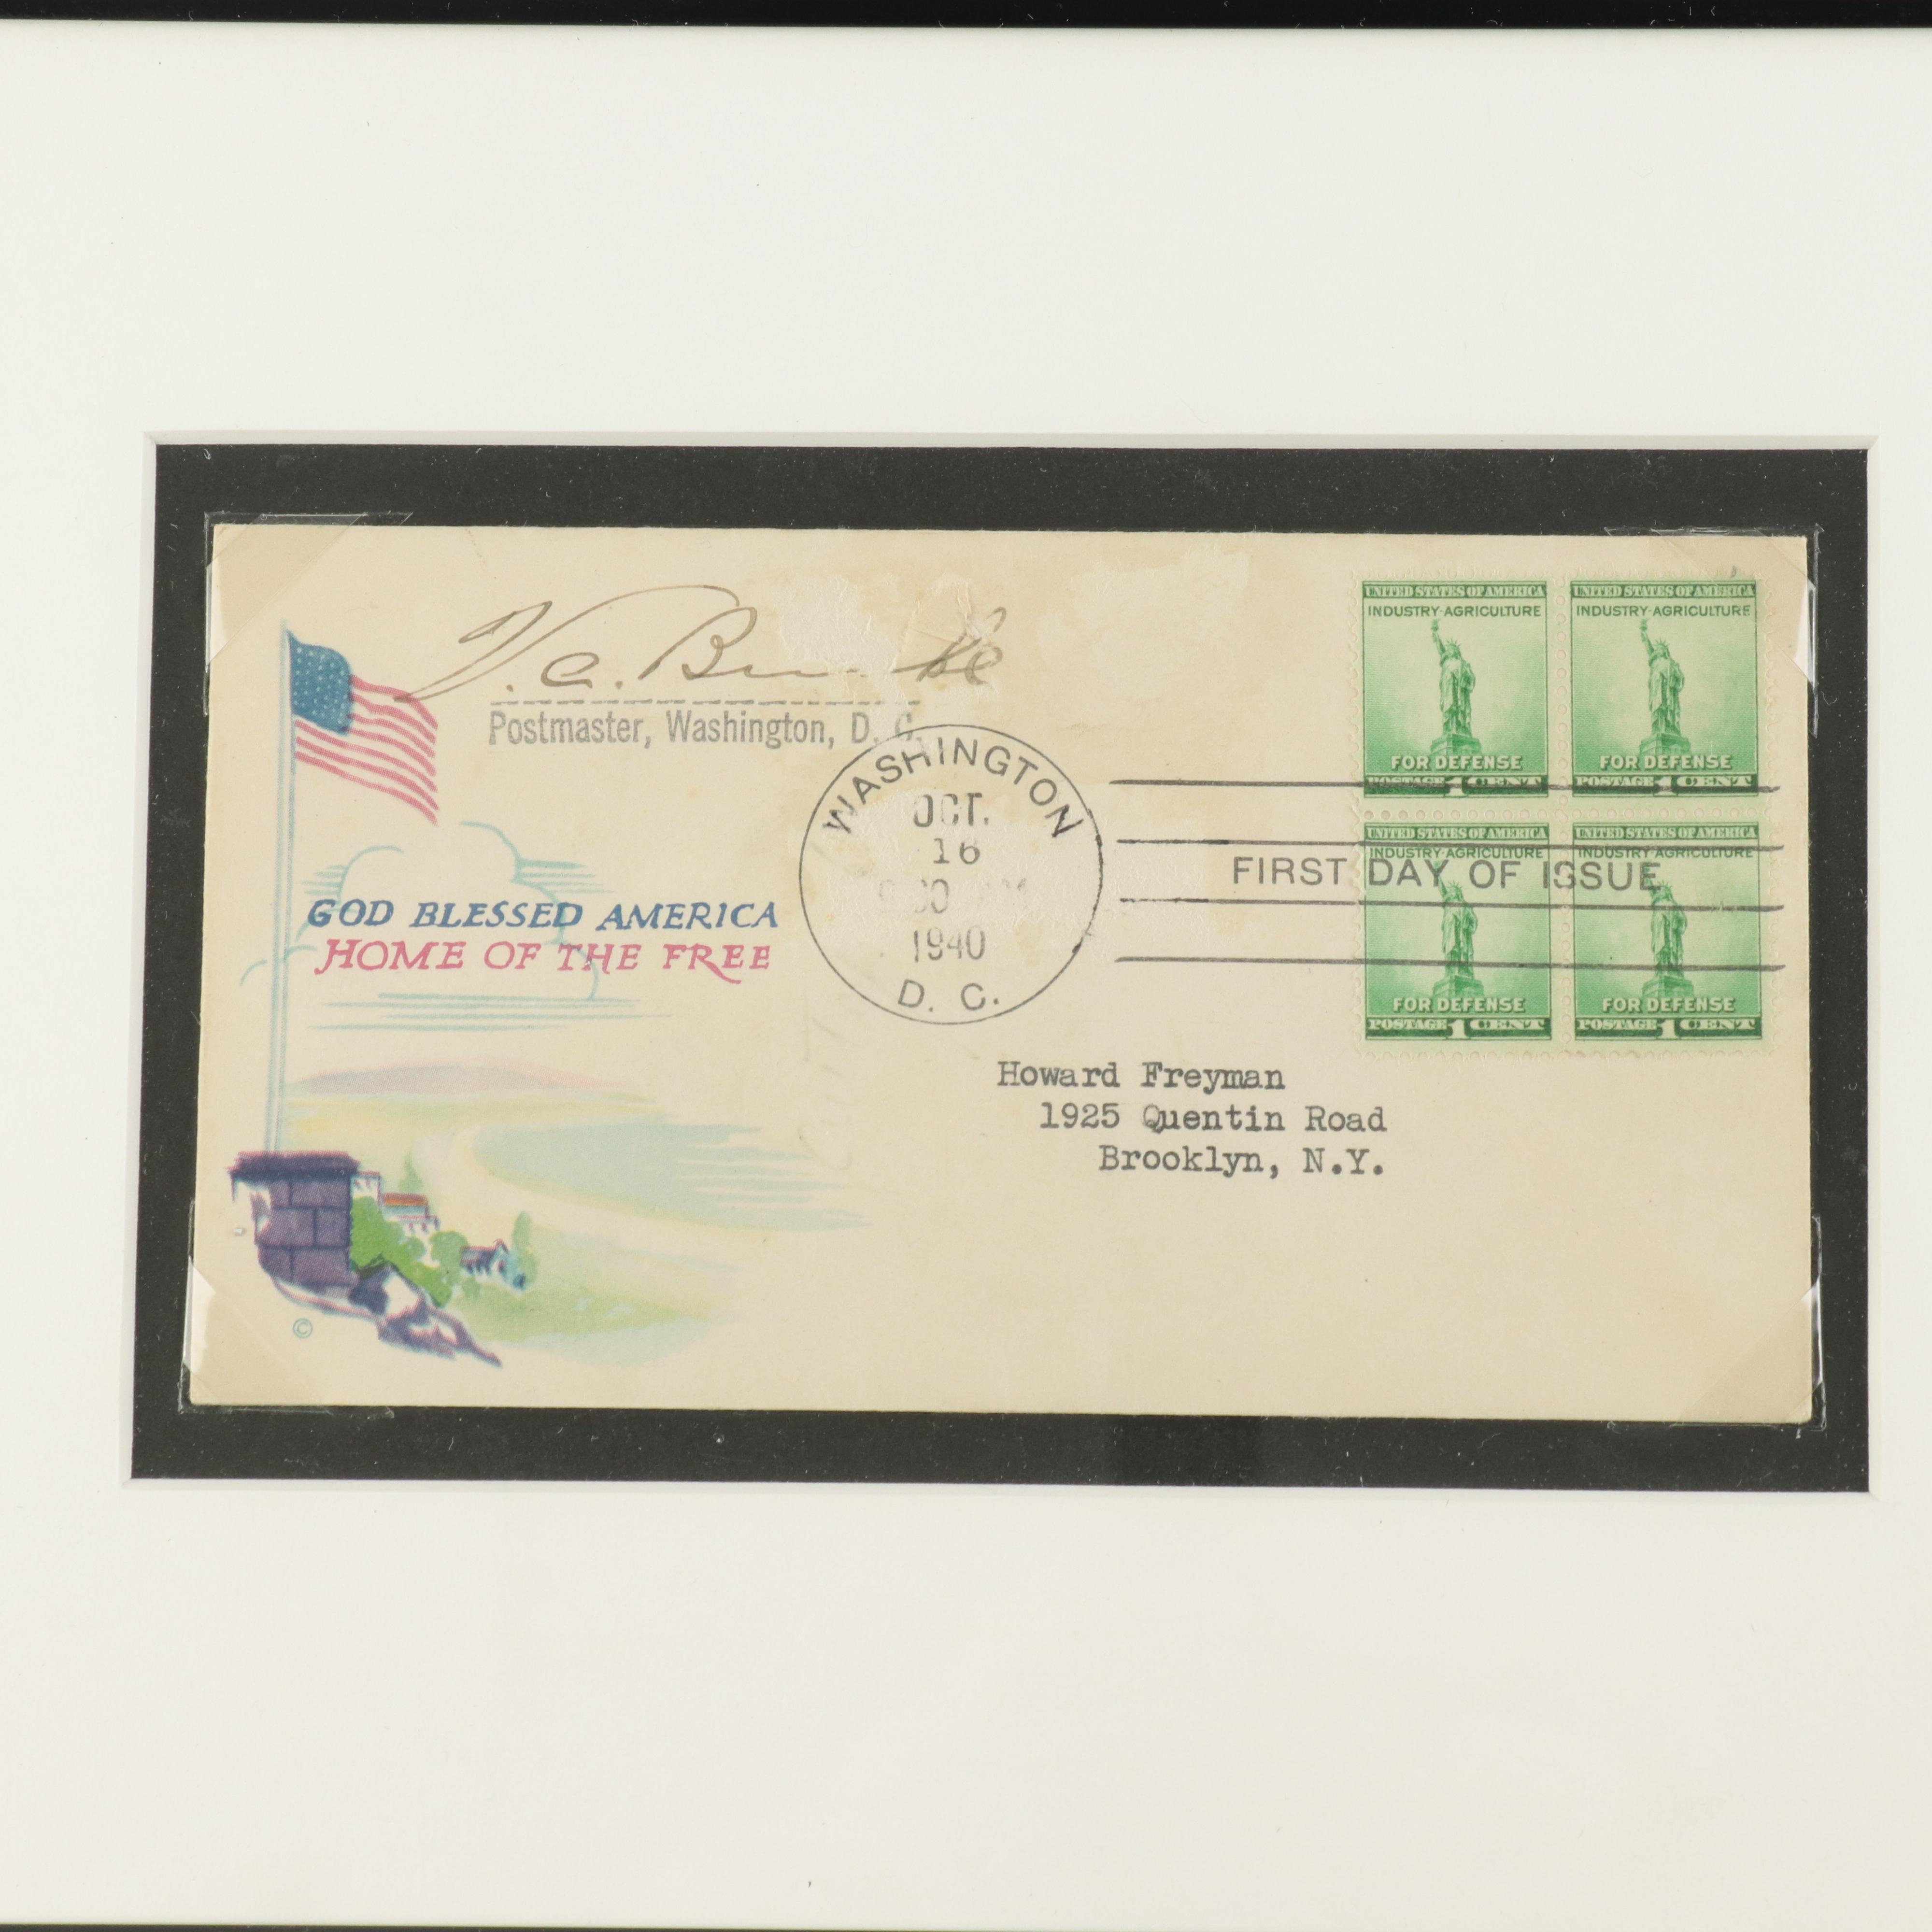 V. C. Bu
Postmaster, Washington, D. C.
GOD BLESSED AMERICA
HOME OF THE FREE
©
WASHINGTON
OCT.
16
1940
D. C.
FIRST DAY OF ISSUE
UNITED STATES OF AMERICA
INDUSTRY·AGRICULTURE
FOR DEFENSE
POSTAGE 1 CENT
UNITED STATES OF AMERICA
INDUSTRY·AGRICULTURE
FOR DEFENSE
POSTAGE 1 CENT
UNITED STATES OF AMERICA
INDUSTRY·AGRICULTURE
FOR DEFENSE
POSTAGE 1 CENT
UNITED STATES OF AMERICA
INDUSTRY·AGRICULTURE
FOR DEFENSE
POSTAGE 1 CENT
Howard Freyman
1925 Quentin Road
Brooklyn, N.Y.